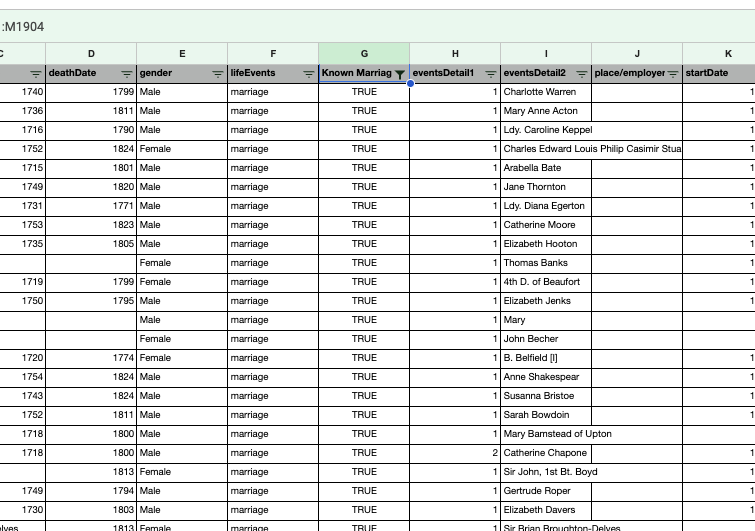 :M1904
C D E F G H I J K
deathDate gender lifeEvents Known Marriag eventsDetail1 eventsDetail2 place/employer startDate
1740 1799 Male marriage TRUE 1 Charlotte Warren 1
1736 1811 Male marriage TRUE 1 Mary Anne Acton 1
1716 1790 Male marriage TRUE 1 Ldy. Caroline Keppel 1
1752 1824 Female marriage TRUE 1 Charles Edward Louis Philip Casimir Stua 1
1715 1801 Male marriage TRUE 1 Arabella Bate 1
1749 1820 Male marriage TRUE 1 Jane Thornton 1
1731 1771 Male marriage TRUE 1 Ldy. Diana Egerton 1
1753 1823 Male marriage TRUE 1 Catherine Moore 1
1735 1805 Male marriage TRUE 1 Elizabeth Hooton 1
Female marriage TRUE 1 Thomas Banks 1
1719 1799 Female marriage TRUE 1 4th D. of Beaufort 1
1750 1795 Male marriage TRUE 1 Elizabeth Jenks 1
Male marriage TRUE 1 Mary 1
Female marriage TRUE 1 John Becher 1
1720 1774 Female marriage TRUE 1 B. Belfield [I] 1
1754 1824 Male marriage TRUE 1 Anne Shakespear 1
1743 1824 Male marriage TRUE 1 Susanna Bristoe 1
1752 1811 Male marriage TRUE 1 Sarah Bowdoin 1
1718 1800 Male marriage TRUE 1 Mary Bamstead of Upton 1
1718 1800 Male marriage TRUE 2 Catherine Chapone 1
1813 Female marriage TRUE 1 Sir John, 1st Bt. Boyd 1
1749 1794 Male marriage TRUE 1 Gertrude Roper 1
1730 1803 Male marriage TRUE 1 Elizabeth Davers 1
elves 1813 Female marriage TRUE 1 Sir Brian Broughton-Delves 1